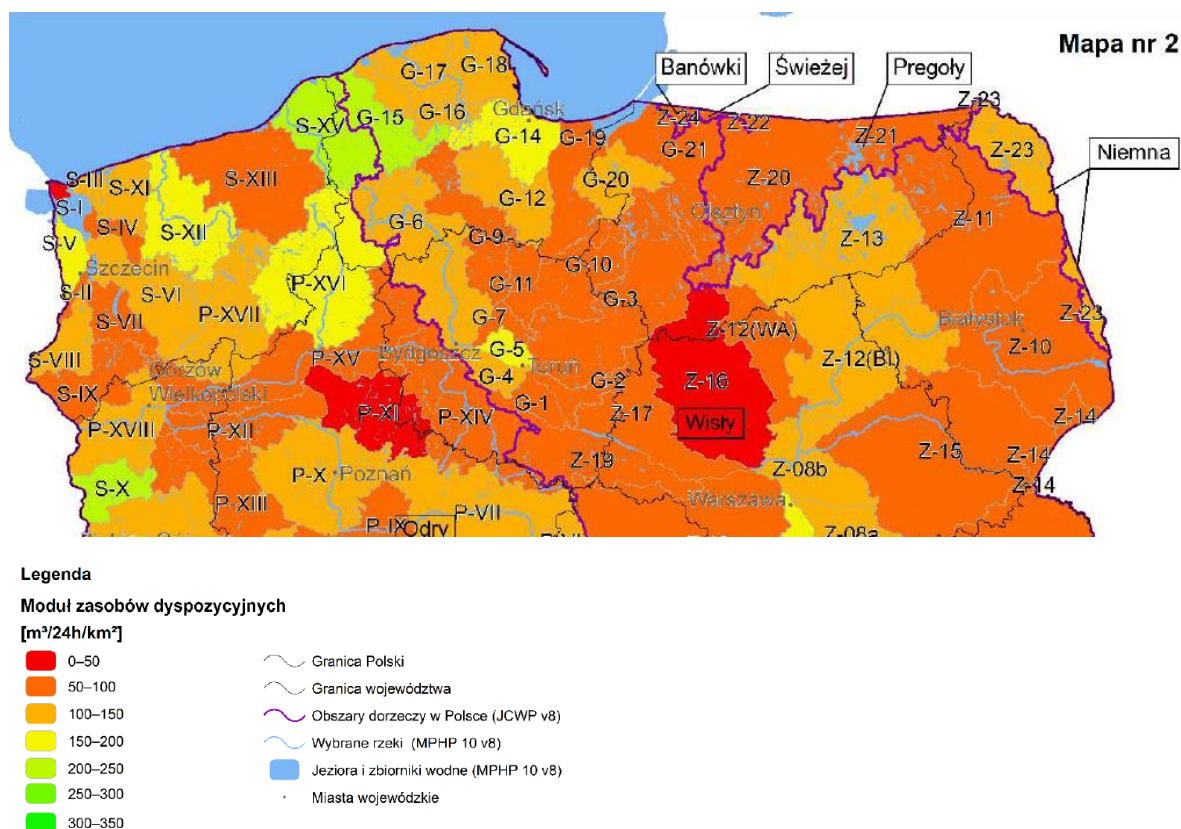 Mapa nr 2
Banówki
Świeżej
Pregoły
Niemna
G-17
G-18
S-XV
G-15
G-16
Gdańsk
G-14
G-19
Z-24
Z-22
Z-21
Z-23
G-21
Z-23
S-III
S-XI
S-XIII
G-20
Z-20
S-I
S-IV
S-XII
G-6
G-12
Olsztyn
Z-11
S-V
G-9
Z-13
Szczecin
G-10
S-II
S-VI
P-XVI
G-11
G-3
S-VII
P-XVII
G-7
Z-12(WA)
Białystok
Z-23
S-VIII
P-XV
Bydgoszcz
G-5
Toruń
Z-12(BI.)
Z-10
Gorzów
Wielkopolski
G-4
G-2
Z-16
S-IX
P-XI
P-XIV
G-1
Z-17
Wisły
Z-14
P-XVIII
P-XII
Z-15
Z-14
S-X
P-X
Poznań
Z-19
Z-08b
Z-14
P-XIII
P-IX
Odry
P-VII
Warszawa
Z-08a
Legenda
Moduł zasobów dyspozycyjnych
[m³/24h/km²]
0–50
50–100
100–150
150–200
200–250
250–300
300–350
Granica Polski
Granica województwa
Obszary dorzeczy w Polsce (JCWP v8)
Wybrane rzeki (MPHP 10 v8)
Jeziora i zbiorniki wodne (MPHP 10 v8)
Miasta wojewódzkie